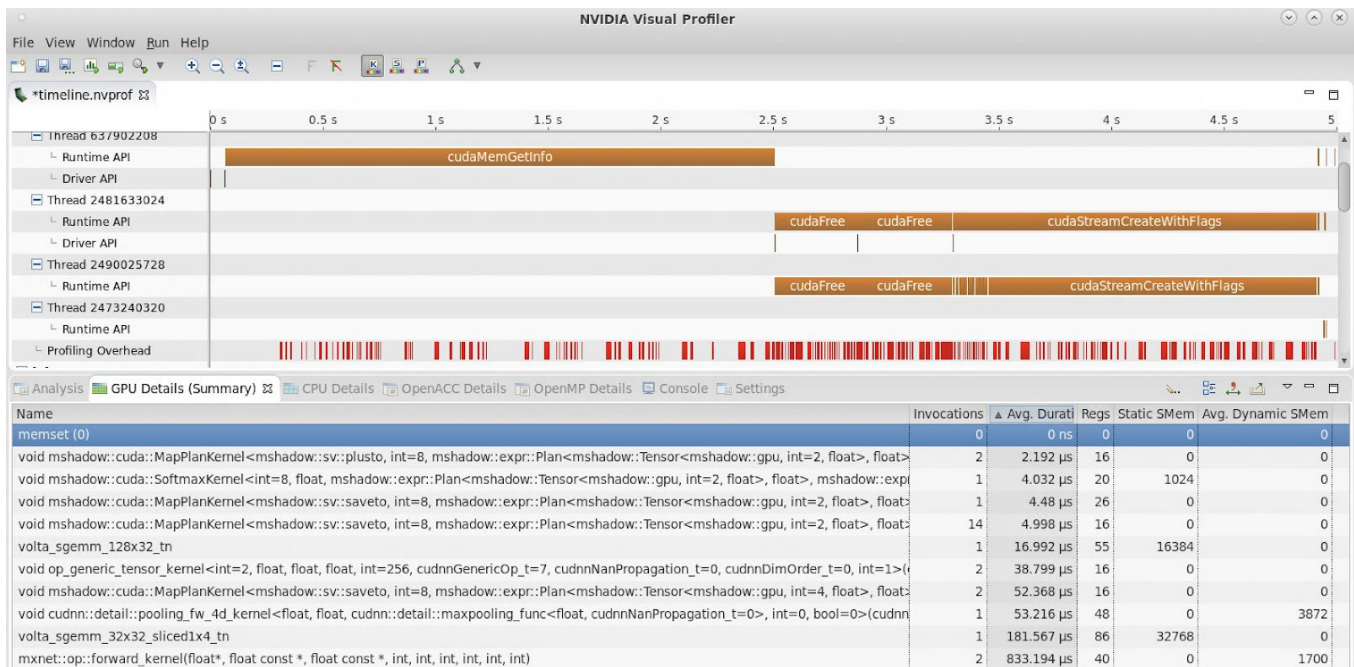 NVIDIA Visual Profiler
File View Window Run Help
*timeline.nvprof
0 s 0.5 s 1 s 1.5 s 2 s 2.5 s 3 s 3.5 s 4 s 4.5 s 5
Thread 637902208
Runtime API cudaMemGetInfo
Driver API
Thread 2481633024
Runtime API cudaFree cudaFree cudaStreamCreateWithFlags
Driver API
Thread 2490025728
Runtime API cudaFree cudaFree cudaStreamCreateWithFlags
Thread 2473240320
Runtime API
Profiling Overhead
Analysis GPU Details (Summary) CPU Details OpenACC Details OpenMP Details Console Settings
Name Invocations Avg. Durati Regs Static SMem Avg. Dynamic SMem
memset (0) 0 0 ns 0 0 0
void mshadow::cuda::MapPlanKernel<mshadow::sv::plusto, int=8, mshadow::expr::Plan<mshadow::Tensor<mshadow::gpu, int=2, float>, float> 2 2.192 µs 16 0 0
void mshadow::cuda::SoftmaxKernel<int=8, float, mshadow::expr::Plan<mshadow::Tensor<mshadow::gpu, int=2, float>, float>, mshadow::expr 1 4.032 µs 20 1024 0
void mshadow::cuda::MapPlanKernel<mshadow::sv::saveto, int=8, mshadow::expr::Plan<mshadow::Tensor<mshadow::gpu, int=2, float>, float> 1 4.48 µs 26 0 0
void mshadow::cuda::MapPlanKernel<mshadow::sv::saveto, int=8, mshadow::expr::Plan<mshadow::Tensor<mshadow::gpu, int=2, float>, float> 14 4.998 µs 16 0 0
volta_sgemm_128x32_tn 1 16.992 µs 55 16384 0
void op_generic_tensor_kernel<int=2, float, float, float, int=256, cudnnGenericOp_t=7, cudnnNanPropagation_t=0, cudnnDimOrder_t=0, int=1>( 2 38.799 µs 16 0 0
void mshadow::cuda::MapPlanKernel<mshadow::sv::saveto, int=8, mshadow::expr::Plan<mshadow::Tensor<mshadow::gpu, int=4, float>, float> 2 52.368 µs 16 0 0
void cudnn::detail::pooling_fw_4d_kernel<float, float, cudnn::detail::maxpooling_func<float, cudnnNanPropagation_t=0>, int=0, bool=0>(cudnn 1 53.216 µs 48 0 3872
volta_sgemm_32x32_sliced1x4_tn 1 181.567 µs 86 32768 0
mxnet::op::forward_kernel(float*, float const *, float const *, int, int, int, int, int, int) 2 833.194 µs 40 0 1700